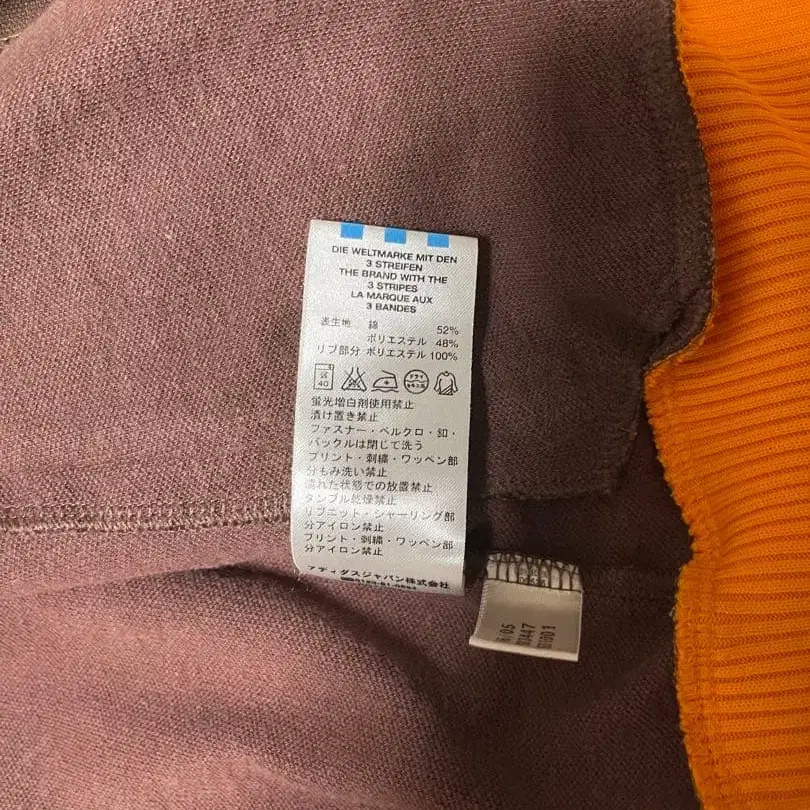 DIE WELTMARKE MIT DEN
3 STREIFEN
THE BRAND WITH THE
3 STRIPES
LA MARQUE AUX
3 BANDES
表生地 綿 52%
ポリエステル 48%
リブ部分 ポリエステル 100%
40
蛍光増白剤使用禁止
漬け置き禁止
ファスナー・ベルクロ・釦・
バックルは閉じて洗う
プリント・刺繍・ワッペン部
分もみ洗い禁止
濡れた状態での放置禁止
タンブル乾燥禁止
リブニット・シャーリング部
分アイロン禁止
プリント・刺繍・ワッペン部
分アイロン禁止
アディダスジャパン株式会社